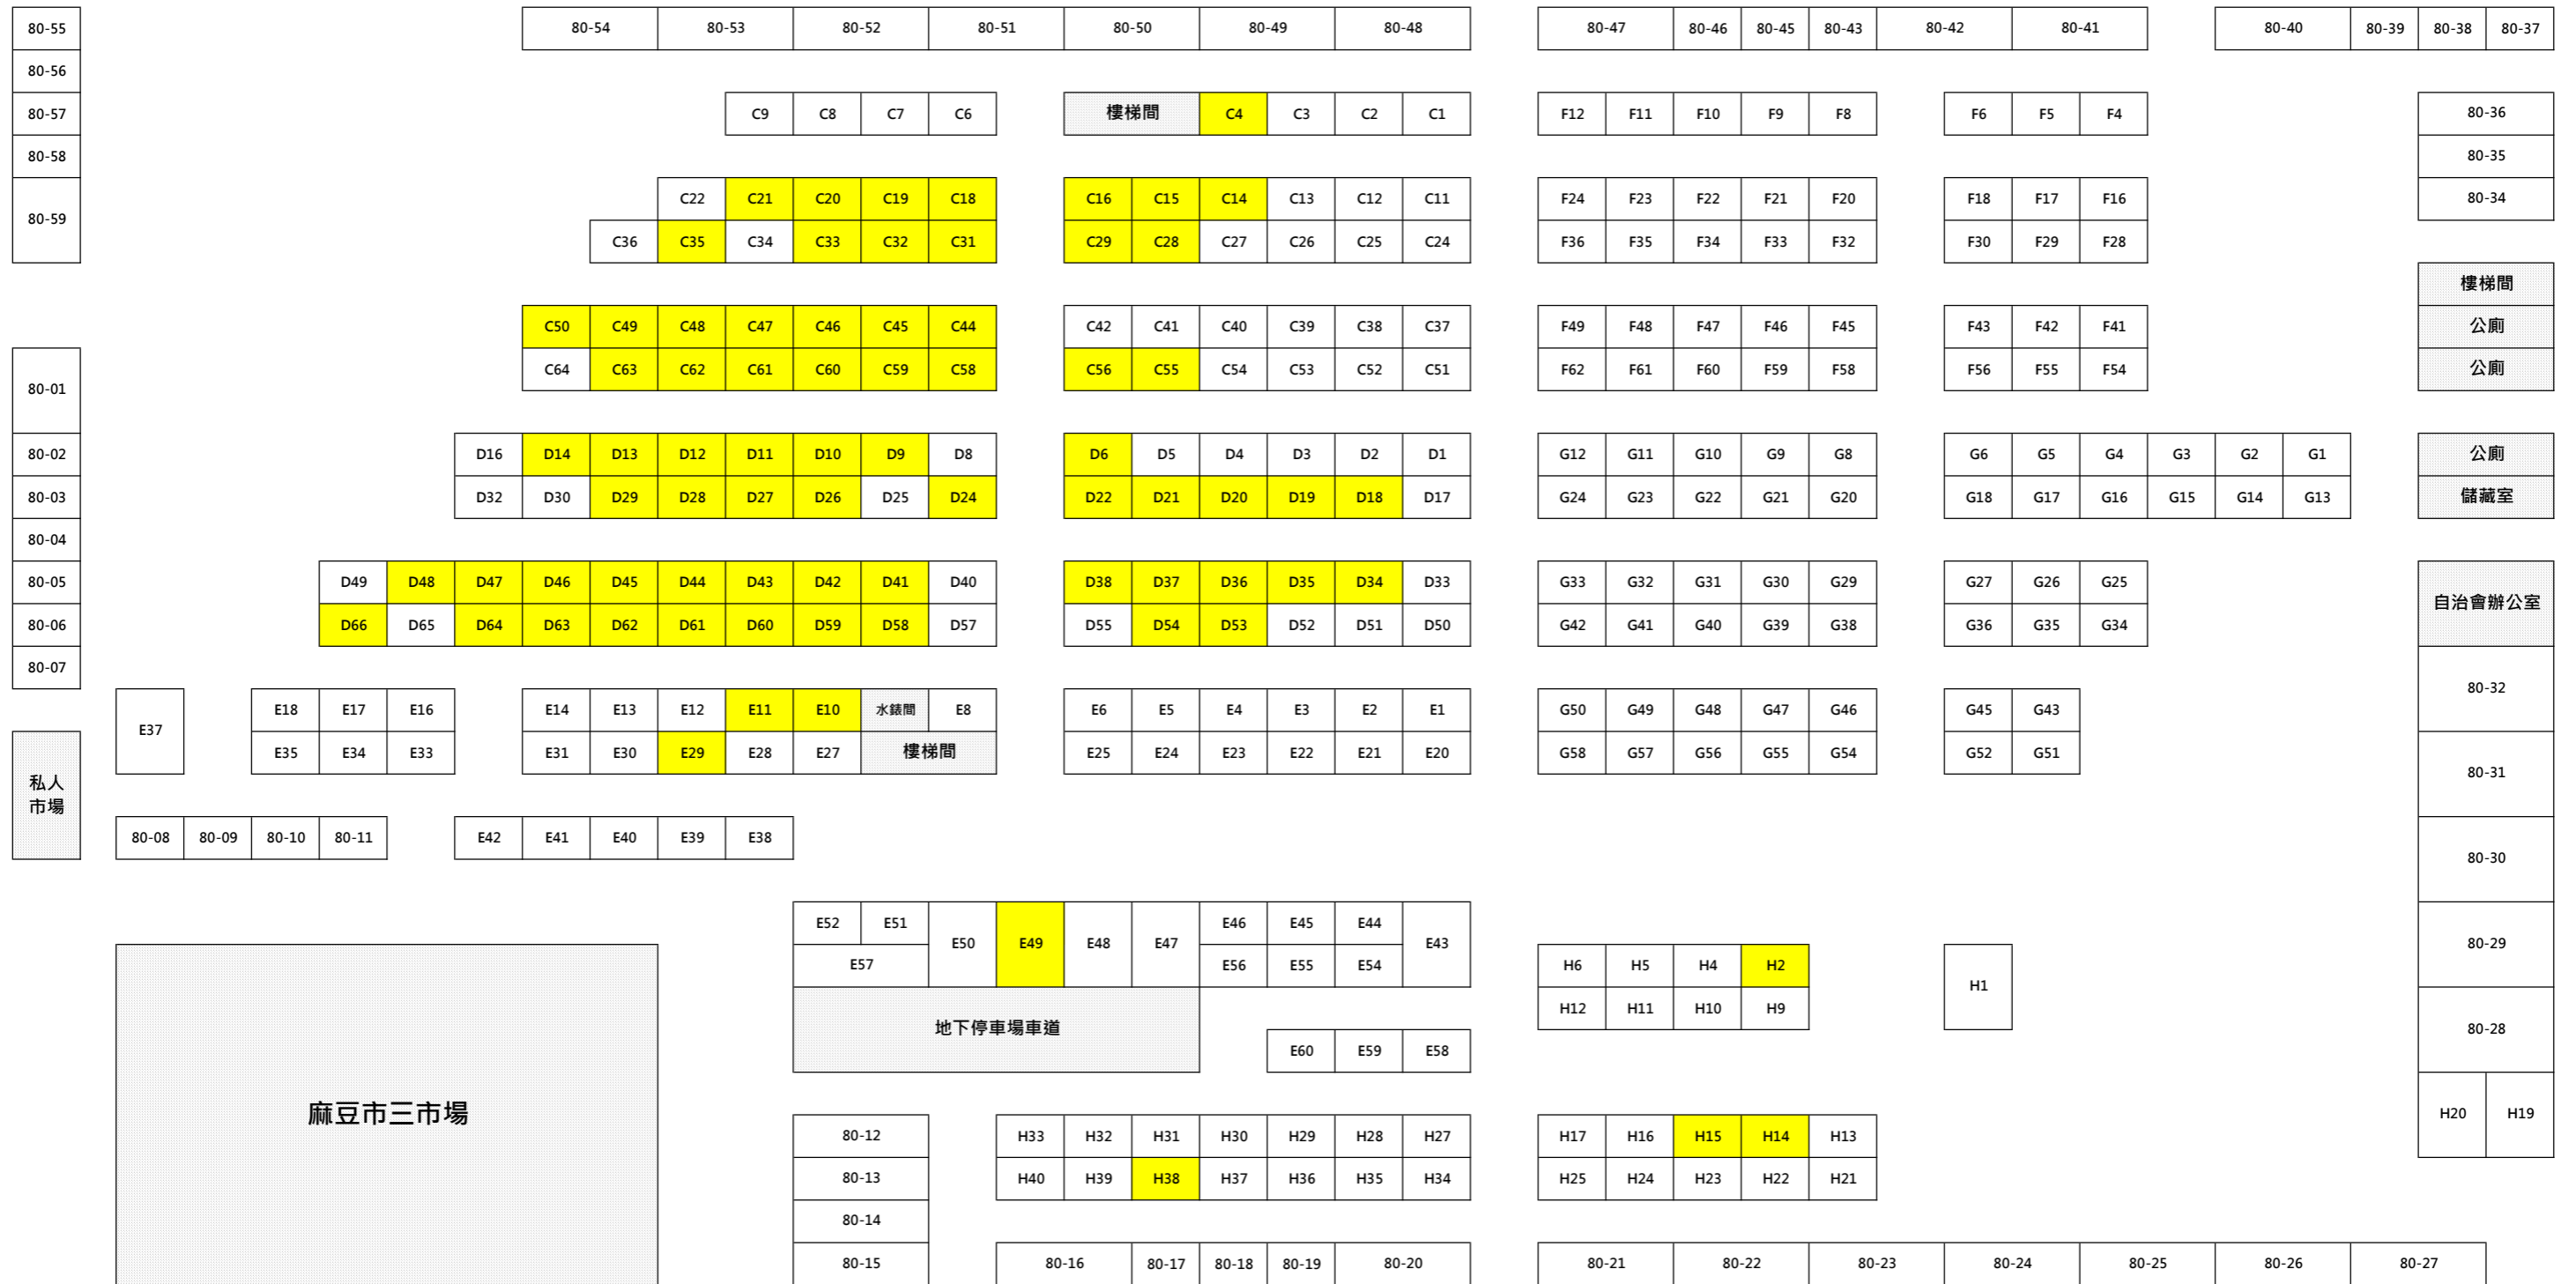 80-55 80-54 80-53 80-52 80-51 80-50 80-49 80-48 80-47 80-46 80-45 80-43 80-42 80-41 80-40 80-39 80-38 80-37
80-56
80-57 C9 C8 C7 C6 樓梯間 C4 C3 C2 C1 F12 F11 F10 F9 F8 F6 F5 F4 80-36
80-58 80-35
80-59 C22 C21 C20 C19 C18 C16 C15 C14 C13 C12 C11 F24 F23 F22 F21 F20 F18 F17 F16 80-34
C36 C35 C34 C33 C32 C31 C29 C28 C27 C26 C25 C24 F36 F35 F34 F33 F32 F30 F29 F28
樓梯間
C50 C49 C48 C47 C46 C45 C44 C42 C41 C40 C39 C38 C37 F49 F48 F47 F46 F45 F43 F42 F41 公廁
80-01 C64 C63 C62 C61 C60 C59 C58 C56 C55 C54 C53 C52 C51 F62 F61 F60 F59 F58 F56 F55 F54 公廁
80-02 D16 D14 D13 D12 D11 D10 D9 D8 D6 D5 D4 D3 D2 D1 G12 G11 G10 G9 G8 G6 G5 G4 G3 G2 G1 公廁
80-03 D32 D30 D29 D28 D27 D26 D25 D24 D22 D21 D20 D19 D18 D17 G24 G23 G22 G21 G20 G18 G17 G16 G15 G14 G13 儲藏室
80-04
80-05 D49 D48 D47 D46 D45 D44 D43 D42 D41 D40 D38 D37 D36 D35 D34 D33 G33 G32 G31 G30 G29 G27 G26 G25 自治會辦公室
80-06 D66 D65 D64 D63 D62 D61 D60 D59 D58 D57 D55 D54 D53 D52 D51 D50 G42 G41 G40 G39 G38 G36 G35 G34
80-07
E37 E18 E17 E16 E14 E13 E12 E11 E10 水錶間 E8 E6 E5 E4 E3 E2 E1 G50 G49 G48 G47 G46 G45 G43 80-32
E35 E34 E33 E31 E30 E29 E28 E27 樓梯間 E25 E24 E23 E22 E21 E20 G58 G57 G56 G55 G54 G52 G51
私人
市場
80-31
80-08 80-09 80-10 80-11 E42 E41 E40 E39 E38 80-30
E52 E51 E50 E49 E48 E47 E46 E45 E44 E43 80-29
E57 E56 E55 E54 H6 H5 H4 H2 H1
H12 H11 H10 H9
地下停車場車道 80-28
E60 E59 E58
麻豆市三市場
80-12 H33 H32 H31 H30 H29 H28 H27 H17 H16 H15 H14 H13 H20 H19
80-13 H40 H39 H38 H37 H36 H35 H34 H25 H24 H23 H22 H21
80-14
80-15 80-16 80-17 80-18 80-19 80-20 80-21 80-22 80-23 80-24 80-25 80-26 80-27